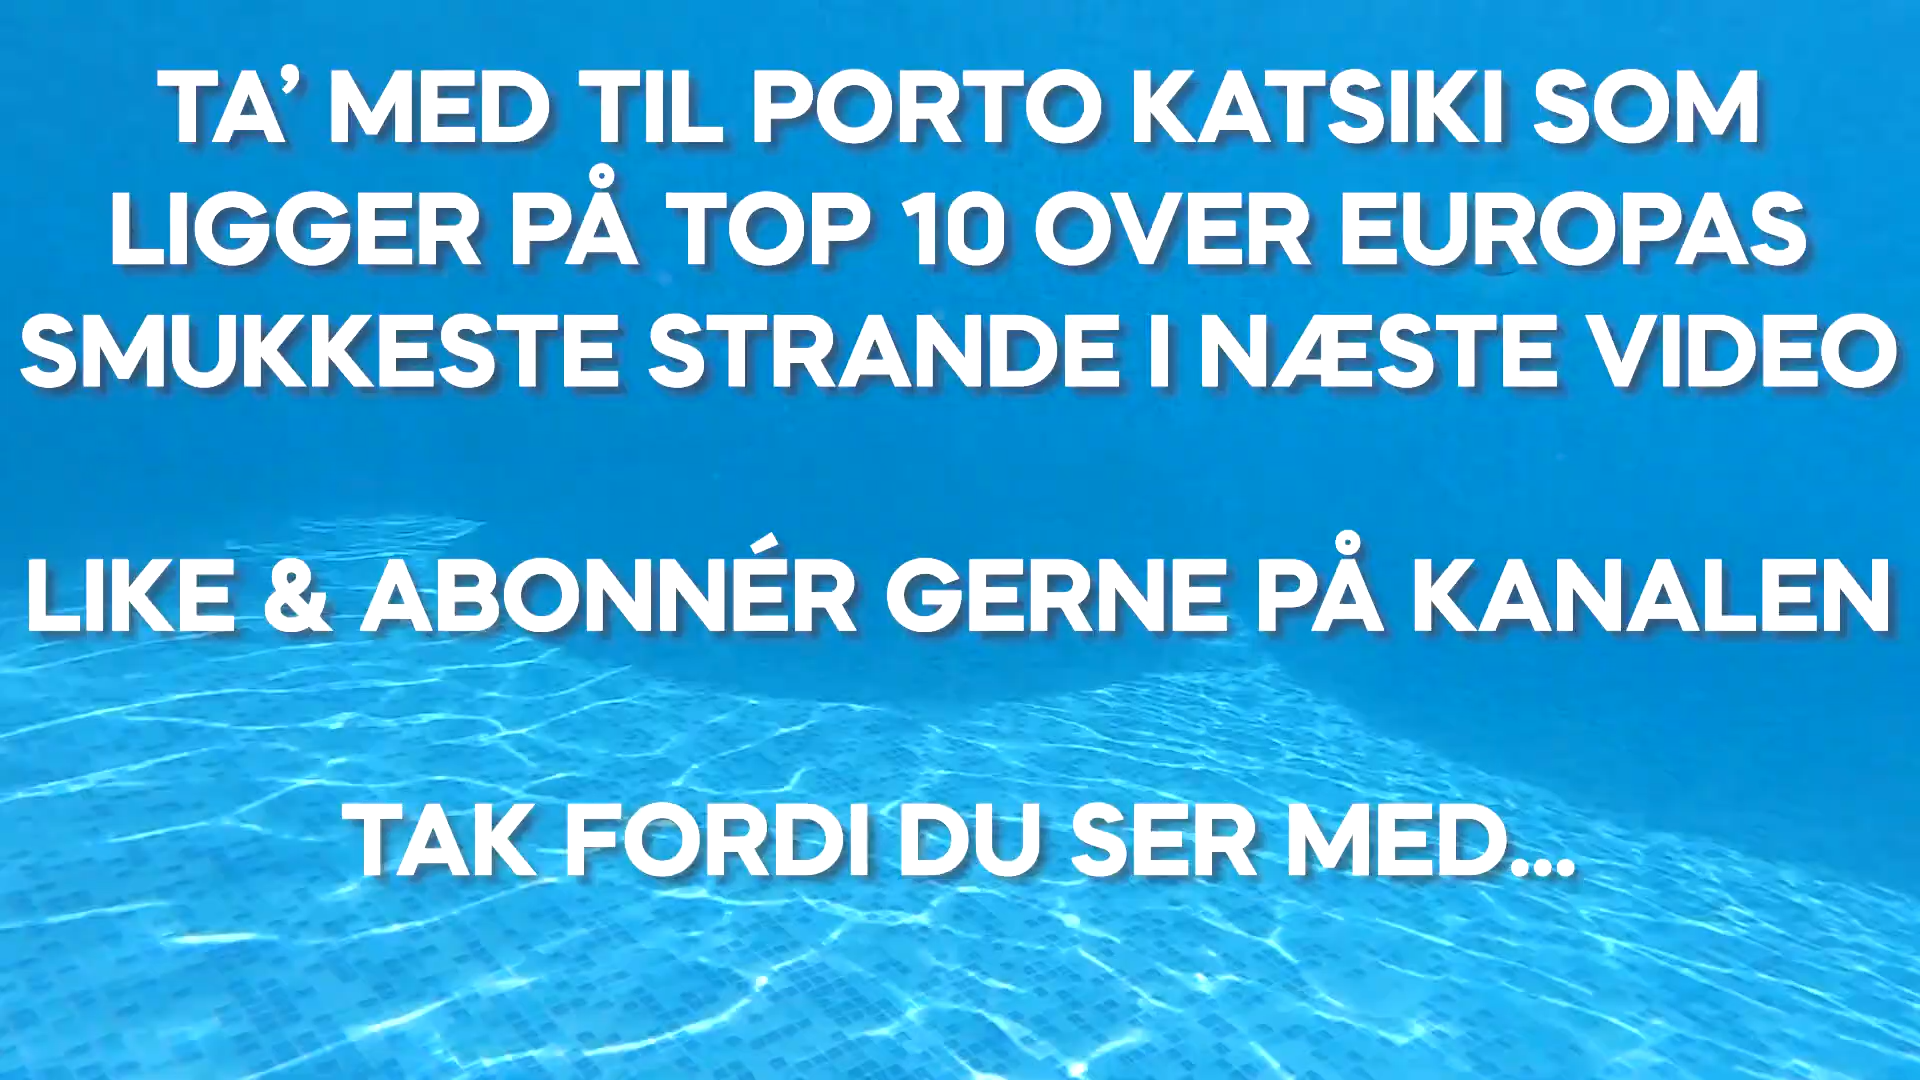 TA’ MED TIL PORTO KATSIKI SOM
LIGGER PÅ TOP 10 OVER EUROPAS
SMUKKESTE STRANDE I NÆSTE VIDEO
LIKE & ABONNÉR GERNE PÅ KANALEN
TAK FORDI DU SER MED...